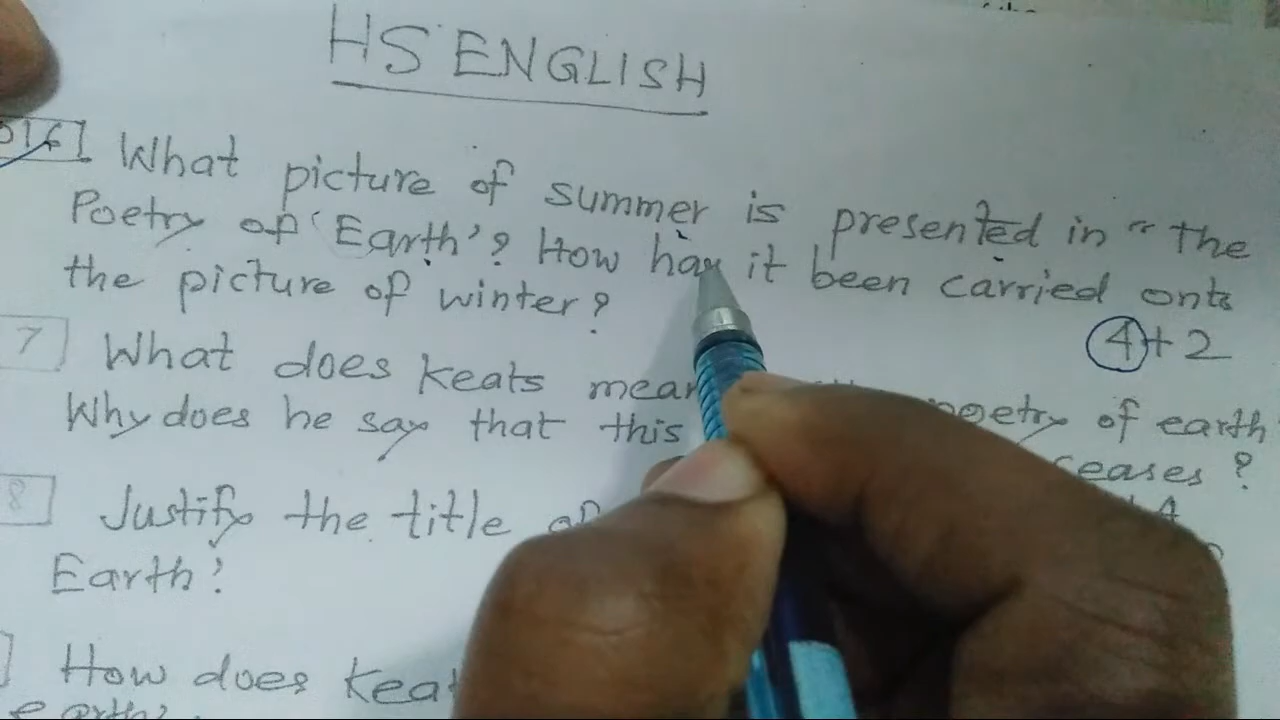 HS ENGLISH
What picture of summer is presented in "The
Poetry of 'Earth'? How has it been carried onto
the picture of winter?
4+2
7 What does Keats mean poetry of earth
Why does he say that this ceases?
8 Justify the title of
Earth!
How does Keat
earth'.